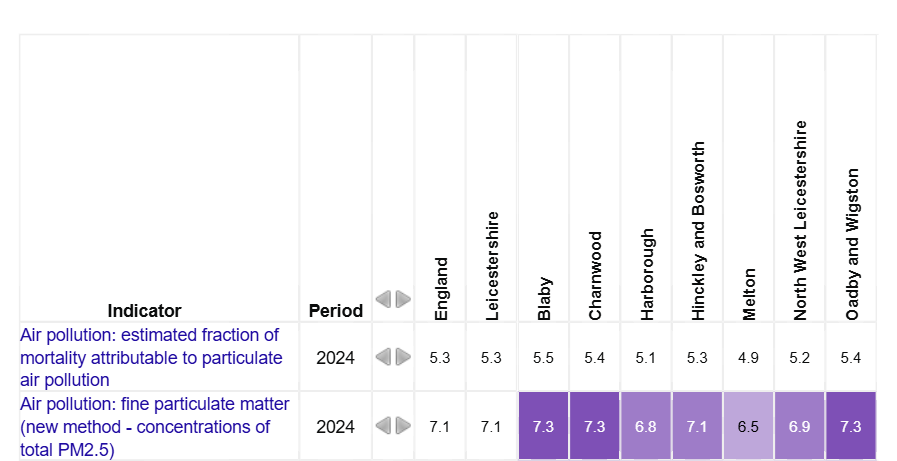 Indicator Period England Leicestershire Blaby Charnwood Harborough Hinckley and Bosworth Melton North West Leicestershire Oadby and Wigston
Air pollution: estimated fraction of
mortality attributable to particulate 2024 5.3 5.3 5.5 5.4 5.1 5.3 4.9 5.2 5.4
air pollution
Air pollution: fine particulate matter
(new method - concentrations of 2024 7.1 7.1 7.3 7.3 6.8 7.1 6.5 6.9 7.3
total PM2.5)